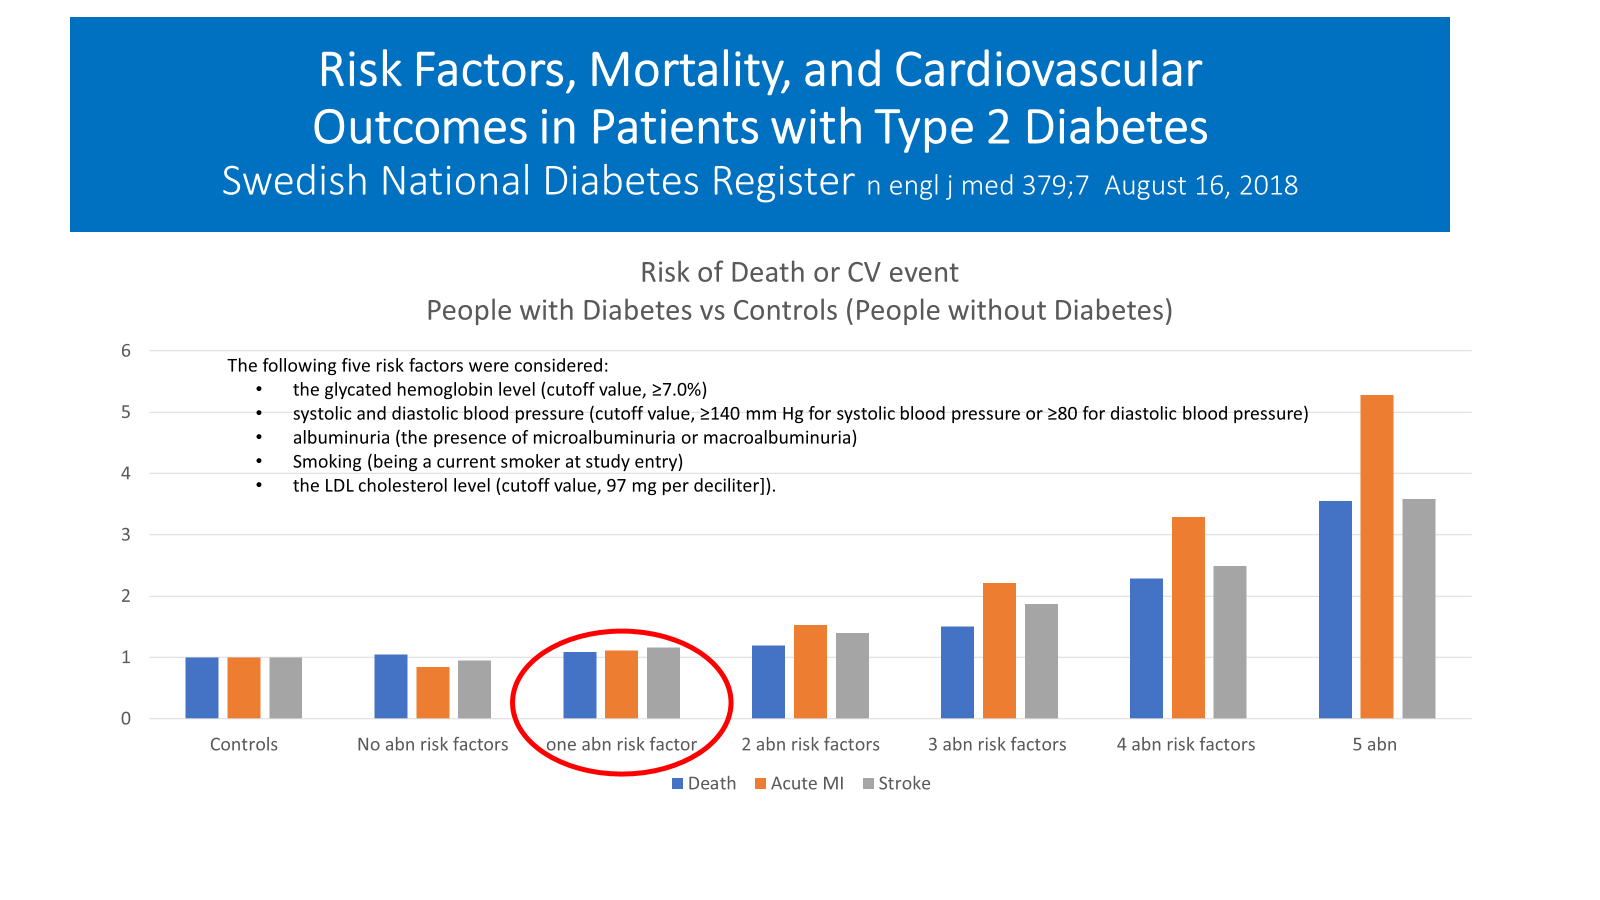 Risk Factors, Mortality, and Cardiovascular
Outcomes in Patients with Type 2 Diabetes
Swedish National Diabetes Register n engl j med 379;7 August 16, 2018
Risk of Death or CV event
People with Diabetes vs Controls (People without Diabetes)
6
The following five risk factors were considered:
• the glycated hemoglobin level (cutoff value, ≥7.0%)
5
• systolic and diastolic blood pressure (cutoff value, ≥140 mm Hg for systolic blood pressure or ≥80 for diastolic blood pressure)
• albuminuria (the presence of microalbuminuria or macroalbuminuria)
• Smoking (being a current smoker at study entry)
4
• the LDL cholesterol level (cutoff value, 97 mg per deciliter]).
3
2
1
0
Controls No abn risk factors one abn risk factor 2 abn risk factors 3 abn risk factors 4 abn risk factors 5 abn
Death Acute MI Stroke